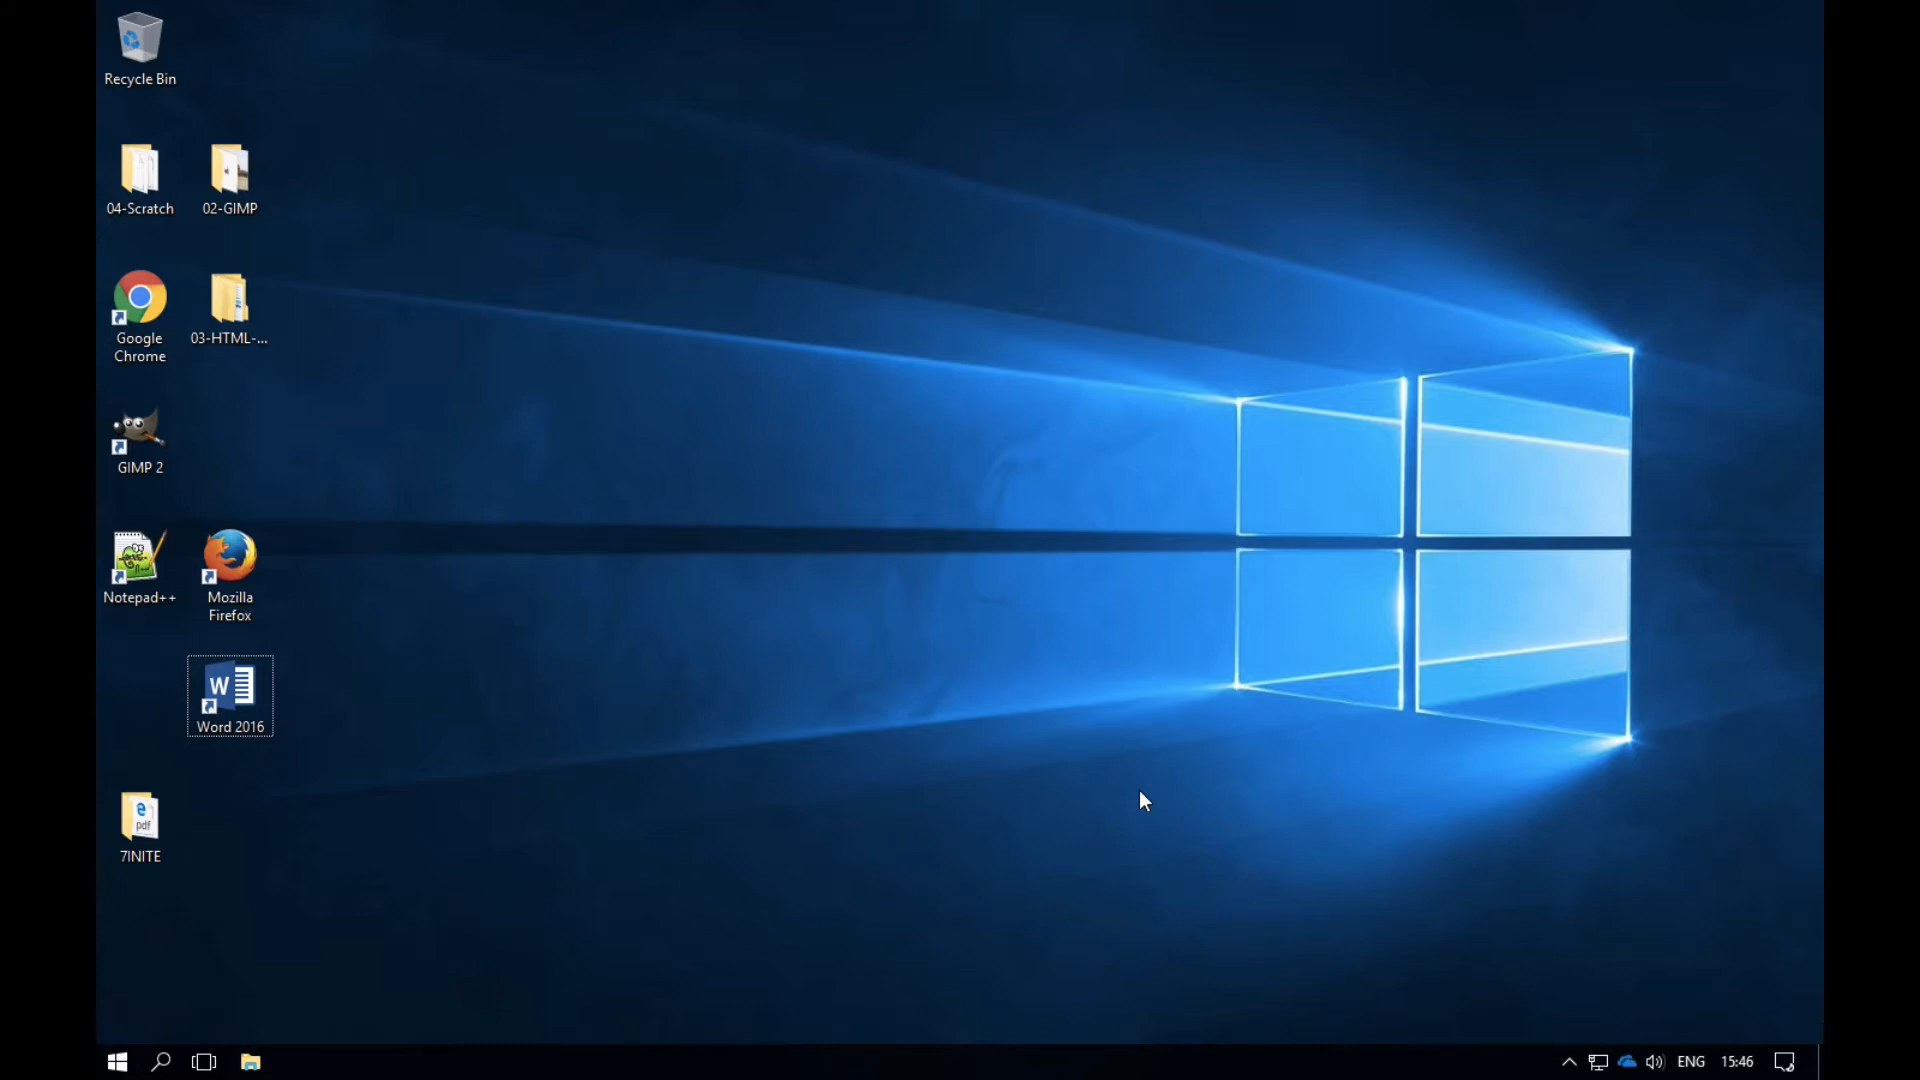 Recycle Bin
04-Scratch
02-GIMP
Google
Chrome
03-HTML-...
GIMP 2
Notepad++
Mozilla
Firefox
W
Word 2016
pdf
7INITE
ENG
15:46